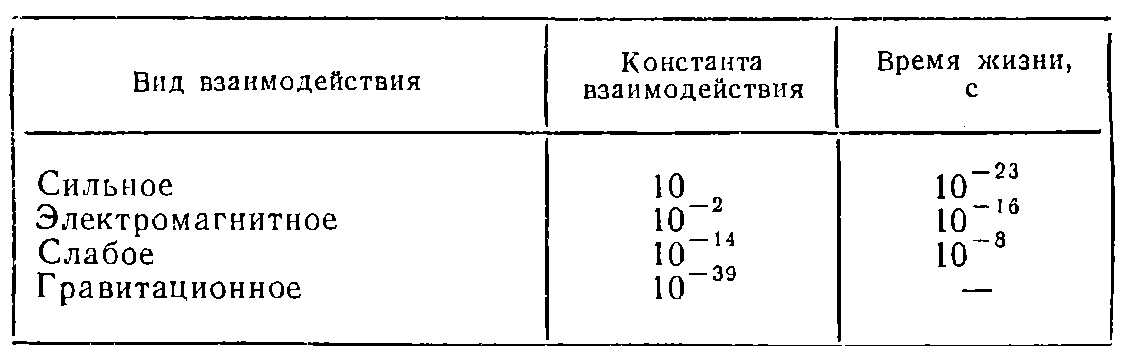 Вид взаимодействия Константа взаимодействия Время жизни, с
Сильное 10 10⁻²³
Электромагнитное 10⁻² 10⁻¹⁶
Слабое 10⁻¹⁴ 10⁻⁸
Гравитационное 10⁻³⁹ —